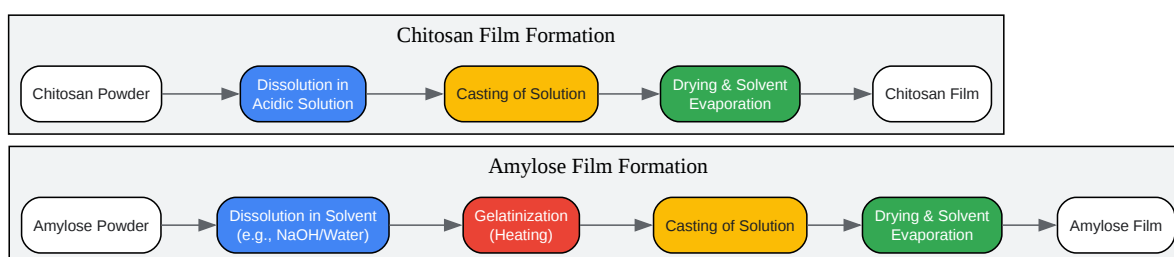 Chitosan Film Formation
Chitosan Powder
Dissolution in
Acidic Solution
Casting of Solution
Drying & Solvent
Evaporation
Chitosan Film
Amylose Film Formation
Amylose Powder
Dissolution in Solvent
(e.g., NaOH/Water)
Gelatinization
(Heating)
Casting of Solution
Drying & Solvent
Evaporation
Amylose Film